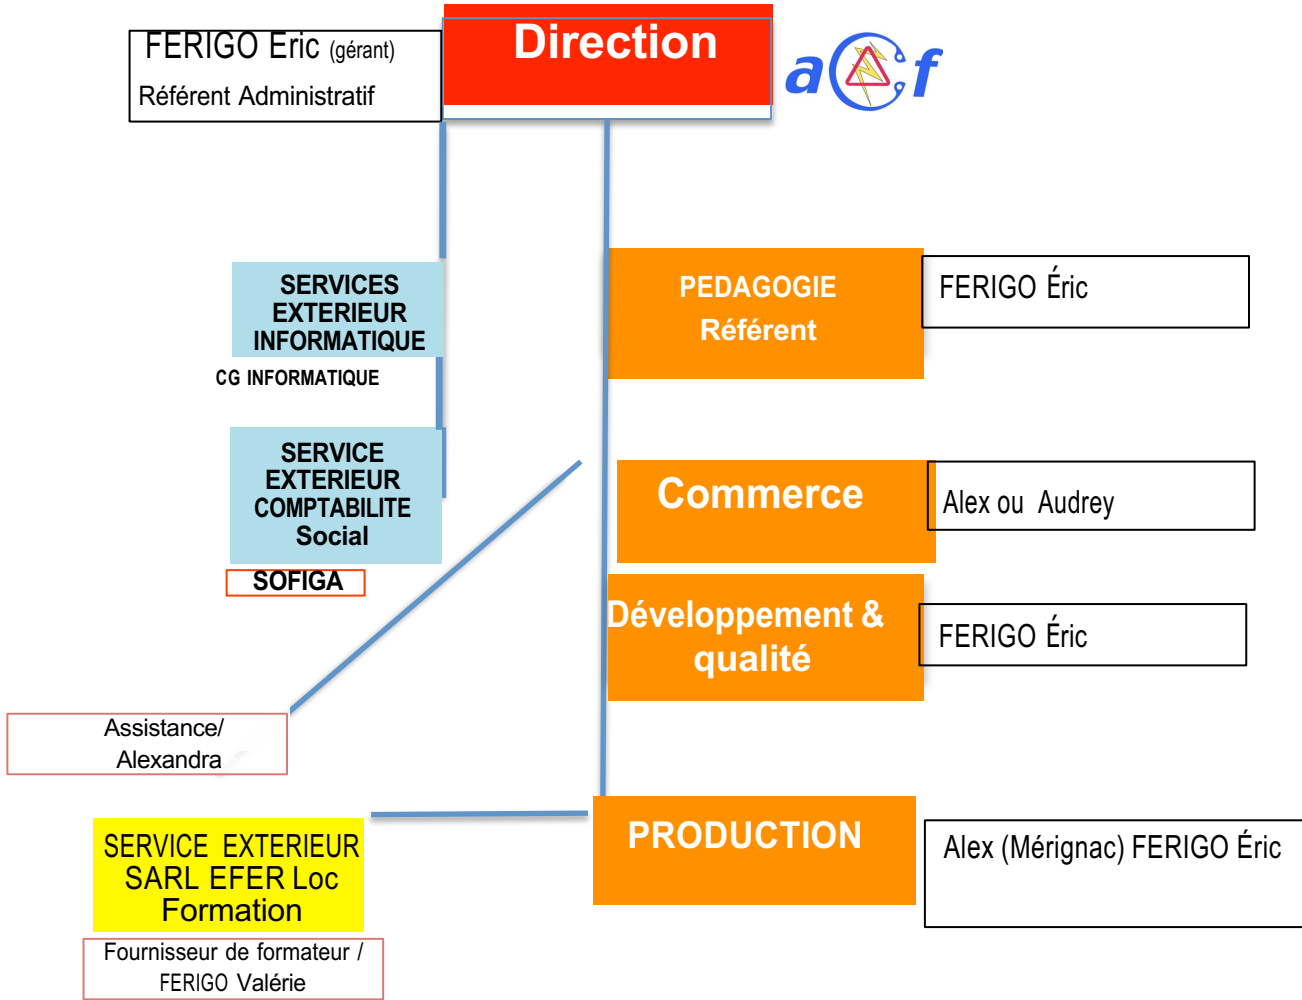 FERIGO Eric (gérant)
Référent Administratif
Direction
aCf
SERVICES
EXTERIEUR
INFORMATIQUE
CG INFORMATIQUE
PEDAGOGIE
Référent
FERIGO Éric
SERVICE
EXTERIEUR
COMPTABILITE
Social
SOFIGA
Commerce
Alex ou Audrey
Développement &
qualité
FERIGO Éric
Assistance/
Alexandra
PRODUCTION
Alex (Mérignac) FERIGO Éric
SERVICE EXTERIEUR
SARL EFER Loc
Formation
Fournisseur de formateur /
FERIGO Valérie